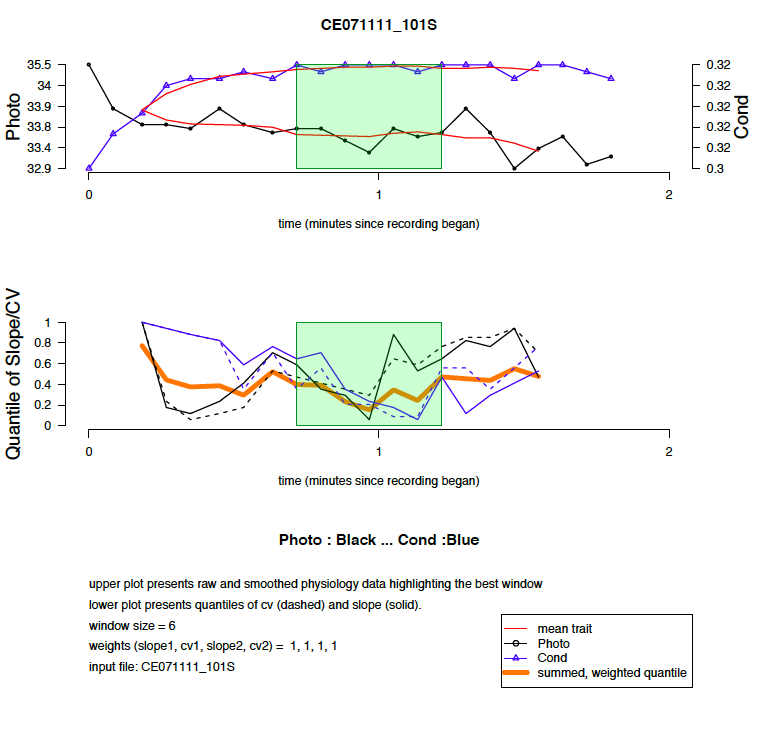 CE071111_101S
Photo
35.5
34
33.9
33.8
33.4
32.9
0.32
0.32
0.32
0.32
0.32
0.3
Cond
0 1 2
time (minutes since recording began)
Quantile of Slope/CV
1
0.8
0.6
0.4
0.2
0
0 1 2
time (minutes since recording began)
Photo : Black ... Cond :Blue
upper plot presents raw and smoothed physiology data highlighting the best window
lower plot presents quantiles of cv (dashed) and slope (solid).
window size = 6
weights (slope1, cv1, slope2, cv2) = 1, 1, 1, 1
input file: CE071111_101S
mean trait
Photo
Cond
summed, weighted quantile